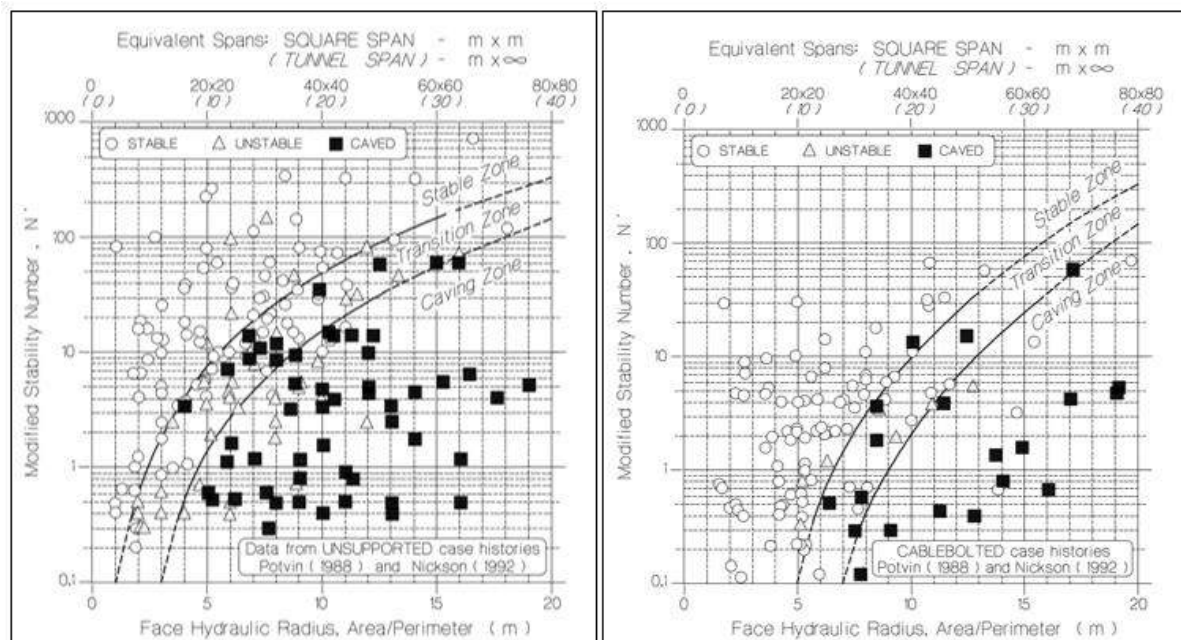 Equivalent Spans: SQUARE SPAN - m x m
( TUNNEL SPAN ) - m x ∞
0 20x20 40x40 60x60 80x80
( 0 ) ( 10 ) ( 20 ) ( 30 ) ( 40 )
1000
100
10
1
0.1
Modified Stability Number , N'
○ STABLE △ UNSTABLE ■ CAVED
Stable Zone
Transition Zone
Caving Zone
Data from UNSUPPORTED case histories
Potvin ( 1988 ) and Nickson ( 1992 )
0 5 10 15 20
Face Hydraulic Radius, Area/Perimeter ( m )
Equivalent Spans: SQUARE SPAN - m x m
( TUNNEL SPAN ) - m x ∞
0 20x20 40x40 60x60 80x80
( 0 ) ( 10 ) ( 20 ) ( 30 ) ( 40 )
1000
100
10
1
0.1
Modified Stability Number , N'
○ STABLE △ UNSTABLE ■ CAVED
Stable Zone
Transition Zone
Caving Zone
CABLEBOLTED case histories
Potvin ( 1988 ) and Nickson ( 1992 )
0 5 10 15 20
Face Hydraulic Radius, Area/Perimeter ( m )